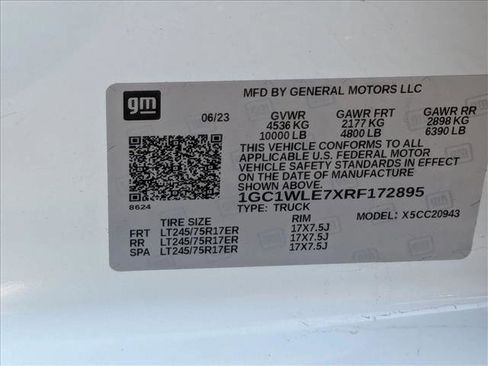 gm
MFD BY GENERAL MOTORS LLC
06/23 GVWR GAWR FRT GAWR RR
4536 KG 2177 KG 2898 KG
10000 LB 4800 LB 6390 LB
THIS VEHICLE CONFORMS TO ALL
APPLICABLE U.S. FEDERAL MOTOR
VEHICLE SAFETY STANDARDS IN EFFECT
ON THE DATE OF MANUFACTURE
SHOWN ABOVE.
1GC1WLE7XRF172895
8624 TYPE: TRUCK MODEL: X5CC20943
TIRE SIZE RIM
FRT LT245/75R17ER 17X7.5J
RR LT245/75R17ER 17X7.5J
SPA LT245/75R17ER 17X7.5J